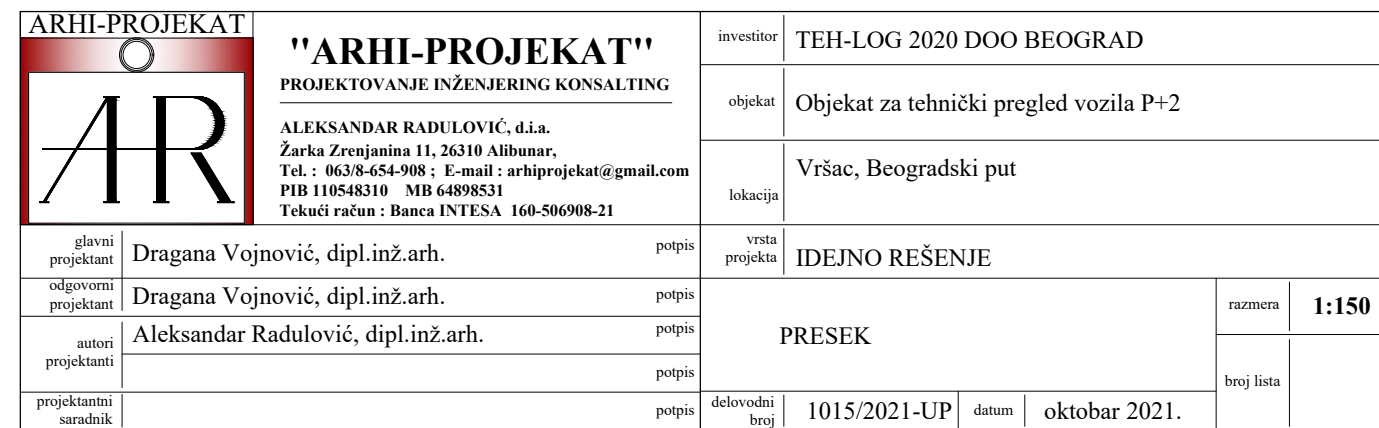 ARHI-PROJEKAT
AR
"ARHI-PROJEKAT"
PROJEKTOVANJE INŽENJERING KONSALTING
ALEKSANDAR RADULOVIĆ, d.i.a.
Žarka Zrenjanina 11, 26310 Alibunar,
Tel. : 063/8-654-908 ; E-mail : arhiprojekat@gmail.com
PIB 110548310 MB 64898531
Tekući račun : Banca INTESA 160-506908-21
investitor TEH-LOG 2020 DOO BEOGRAD
objekat Objekat za tehnički pregled vozila P+2
lokacija Vršac, Beogradski put
glavni
projektant Dragana Vojnović, dipl.inž.arh. potpis
odgovorni
projektant Dragana Vojnović, dipl.inž.arh. potpis
autori
projektanti Aleksandar Radulović, dipl.inž.arh. potpis
potpis
projektantni
saradnik potpis
vrsta
projekta IDEJNO REŠENJE
PRESEK
razmera 1:150
broj lista
delovodni
broj 1015/2021-UP datum oktobar 2021.